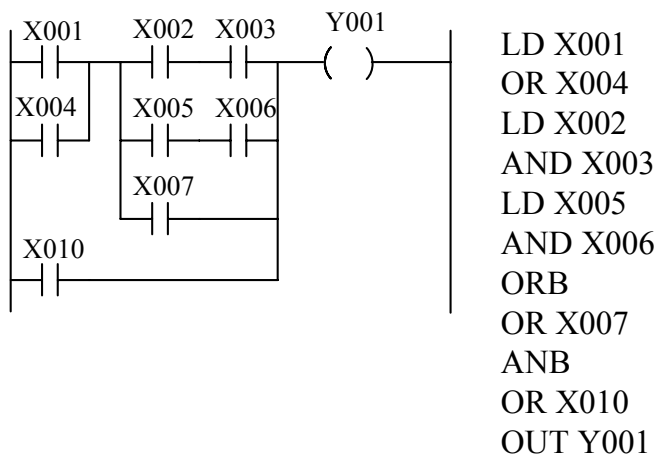 Y001
X001 X002 X003
X004 X005 X006
X007
X010
LD X001
OR X004
LD X002
AND X003
LD X005
AND X006
ORB
OR X007
ANB
OR X010
OUT Y001